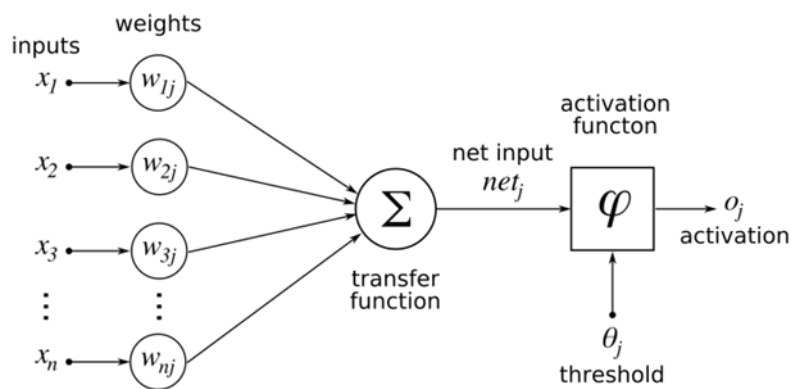 weights
inputs
x1
w1j
activation
functon
x2
w2j
net input
netj
Σ
φ
oj
activation
x3
w3j
transfer
function
⋮
⋮
θj
threshold
xn
wnj